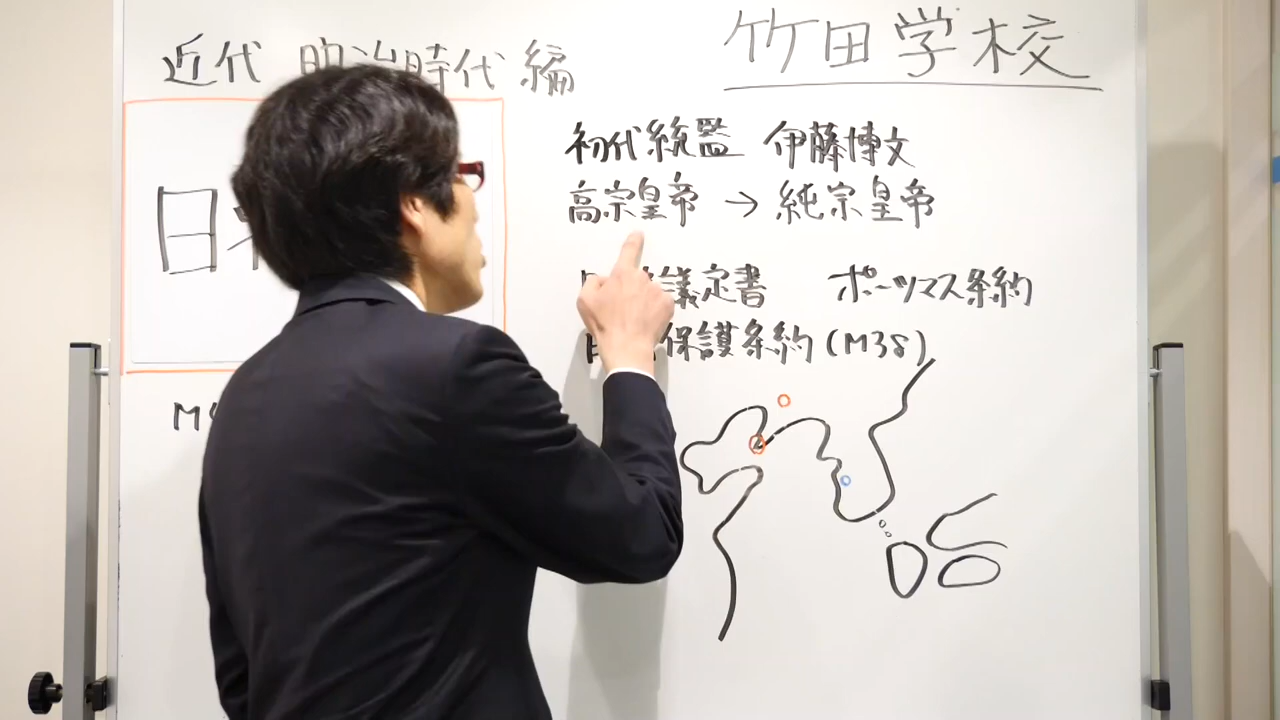 竹田学校
近代 明治時代編
初代統監 伊藤博文
高宗皇帝 → 純宗皇帝
議定書 ポーツマス条約
保護条約(M38)
日
M